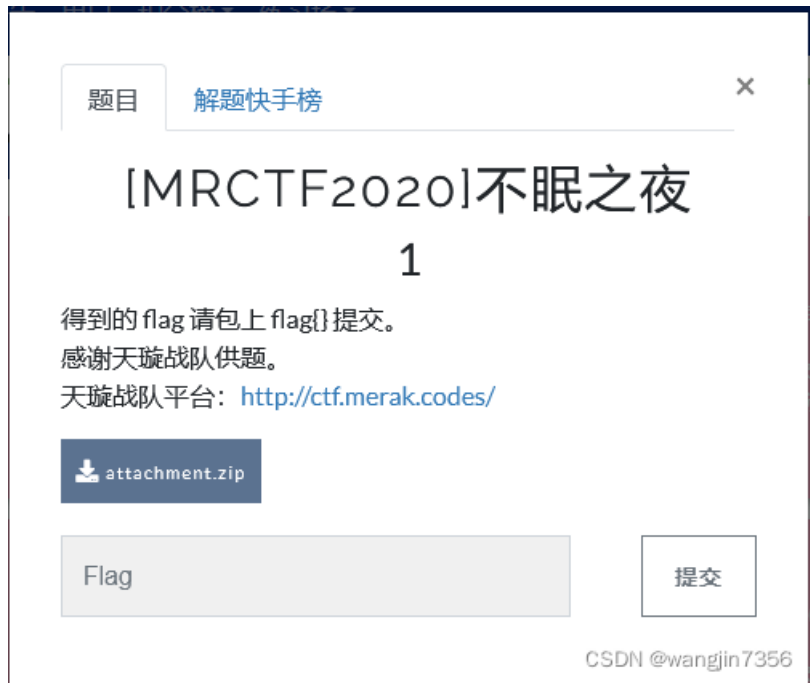 题目 解题快手榜 ×
[MRCTF2020]不眠之夜
1
得到的 flag 请包上 flag{} 提交。
感谢天璇战队供题。
天璇战队平台：http://ctf.merak.codes/
attachment.zip
Flag 提交
CSDN @wangjin7356